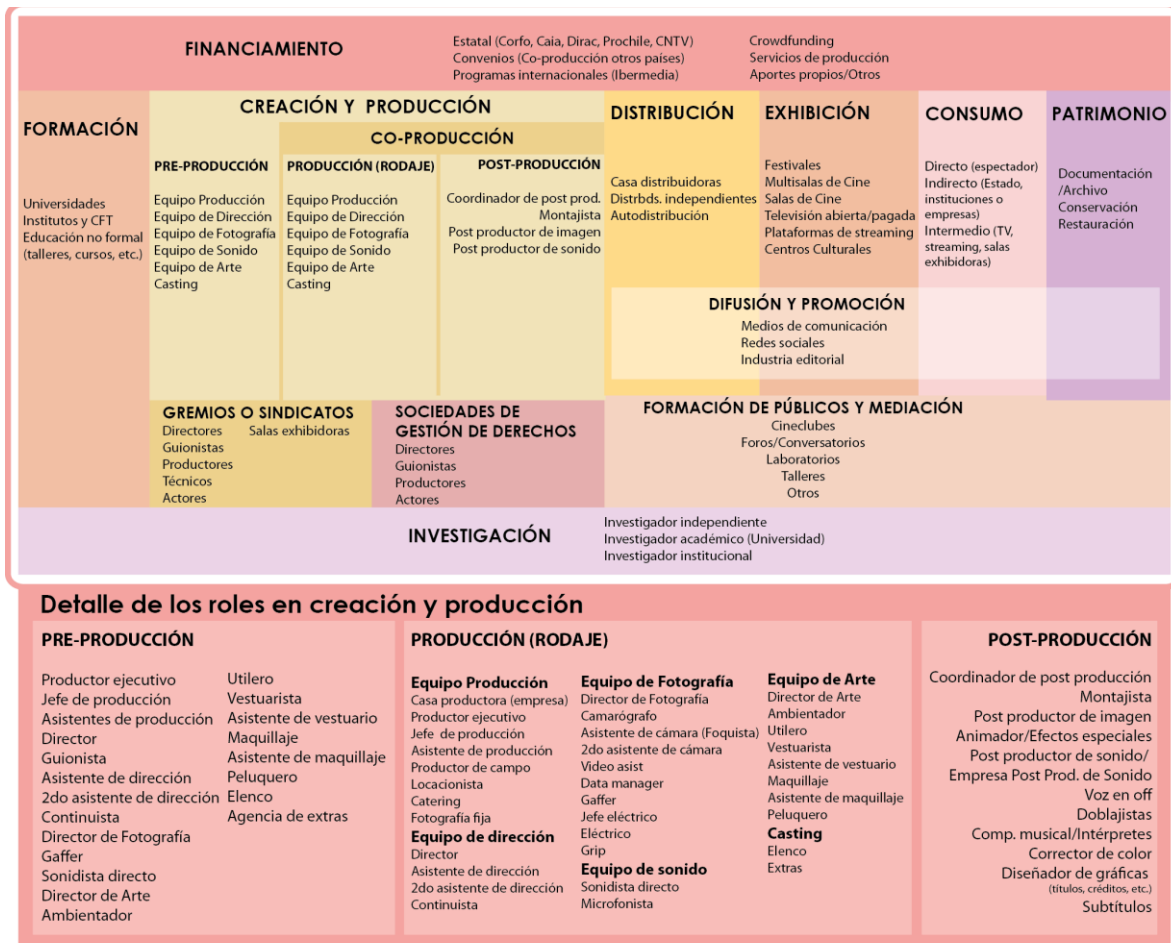 FINANCIAMIENTO
Estatal (Corfo, Caia, Dirac, Prochile, CNTV)
Convenios (Co-producción otros países)
Programas internacionales (Ibermedia)
Crowdfunding
Servicios de producción
Aportes propios/Otros
FORMACIÓN
Universidades
Institutos y CFT
Educación no formal
(talleres, cursos, etc.)
CREACIÓN Y PRODUCCIÓN
CO-PRODUCCIÓN
PRE-PRODUCCIÓN
Equipo Producción
Equipo de Dirección
Equipo de Fotografía
Equipo de Sonido
Equipo de Arte
Casting
PRODUCCIÓN (RODAJE)
Equipo Producción
Equipo de Dirección
Equipo de Fotografía
Equipo de Sonido
Equipo de Arte
Casting
POST-PRODUCCIÓN
Coordinador de post prod.
Montajista
Post productor de imagen
Post productor de sonido
DISTRIBUCIÓN
Casa distribuidoras
Distrbds. independientes
Autodistribución
EXHIBICIÓN
Festivales
Multisalas de Cine
Salas de Cine
Televisión abierta/pagada
Plataformas de streaming
Centros Culturales
CONSUMO
Directo (espectador)
Indirecto (Estado,
instituciones o
empresas)
Intermedio (TV,
streaming, salas
exhibidoras)
PATRIMONIO
Documentación
/Archivo
Conservación
Restauración
DIFUSIÓN Y PROMOCIÓN
Medios de comunicación
Redes sociales
Industria editorial
GREMIOS O SINDICATOS
Directores
Guionistas
Productores
Técnicos
Actores
Salas exhibidoras
SOCIEDADES DE
GESTIÓN DE DERECHOS
Directores
Guionistas
Productores
Actores
FORMACIÓN DE PÚBLICOS Y MEDIACIÓN
Cineclubes
Foros/Conversatorios
Laboratorios
Talleres
Otros
INVESTIGACIÓN
Investigador independiente
Investigador académico (Universidad)
Investigador institucional
Detalle de los roles en creación y producción
PRE-PRODUCCIÓN
Productor ejecutivo
Jefe de producción
Asistentes de producción
Director
Guionista
Asistente de dirección
2do asistente de dirección
Continuista
Director de Fotografía
Gaffer
Sonidista directo
Director de Arte
Ambientador
Utilero
Vestuarista
Asistente de vestuario
Maquillaje
Asistente de maquillaje
Peluquero
Elenco
Agencia de extras
PRODUCCIÓN (RODAJE)
Equipo Producción
Casa productora (empresa)
Productor ejecutivo
Jefe de producción
Asistente de producción
Productor de campo
Locacionista
Catering
Fotografía fija
Equipo de dirección
Director
Asistente de dirección
2do asistente de dirección
Continuista
Equipo de Fotografía
Director de Fotografía
Camarógrafo
Asistente de cámara (Foquista)
2do asistente de cámara
Video assist
Data manager
Gaffer
Jefe eléctrico
Eléctrico
Grip
Equipo de sonido
Sonidista directo
Microfonista
Equipo de Arte
Director de Arte
Ambientador
Utilero
Vestuarista
Asistente de vestuario
Maquillaje
Asistente de maquillaje
Peluquero
Casting
Elenco
Extras
POST-PRODUCCIÓN
Coordinador de post producción
Montajista
Post productor de imagen
Animador/Efectos especiales
Post productor de sonido/
Empresa Post Prod. de Sonido
Voz en off
Doblajistas
Comp. musical/Intérpretes
Corrector de color
Diseñador de gráficas
(títulos, créditos, etc.)
Subtítulos